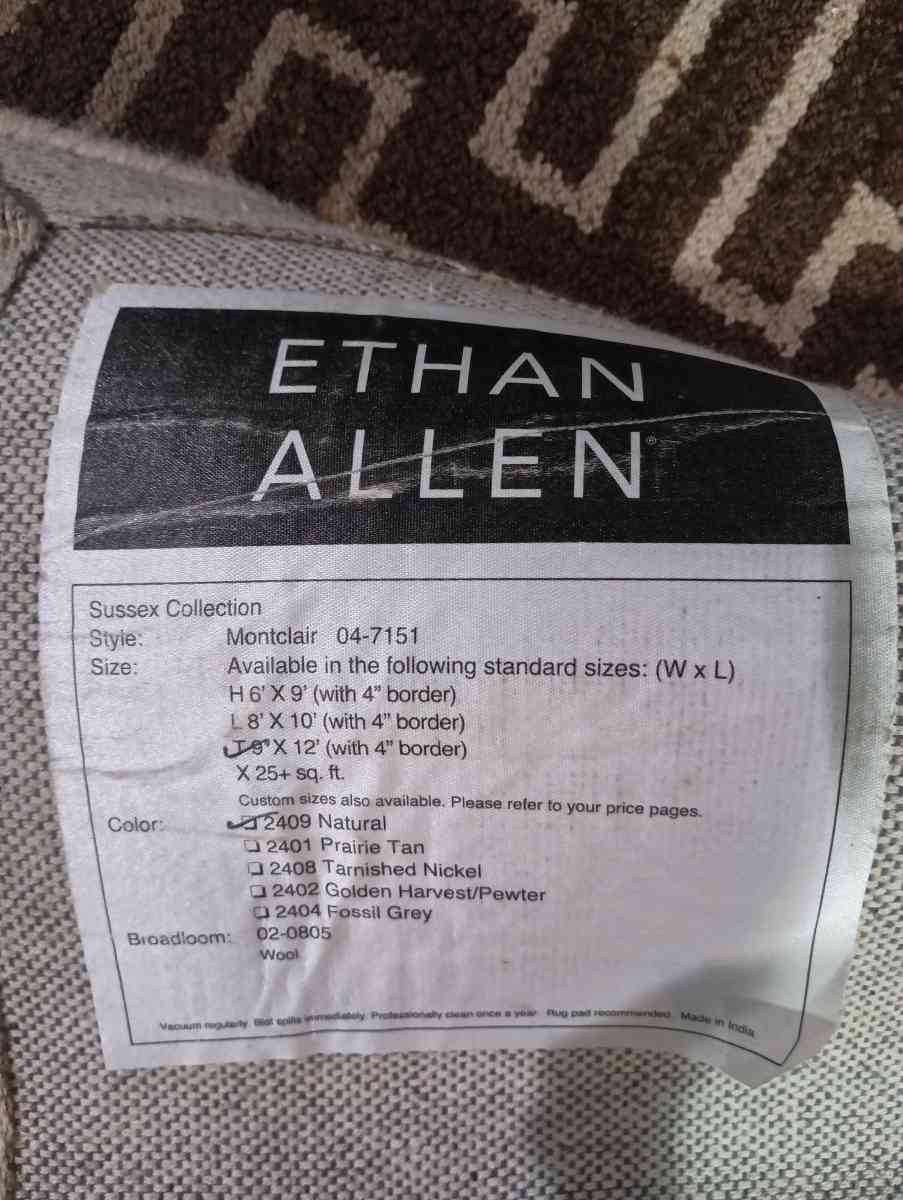 ETHAN
ALLEN®
Sussex Collection
Style: Montclair 04-7151
Size: Available in the following standard sizes: (W x L)
H 6' X 9' (with 4" border)
L 8' X 10' (with 4" border)
T 9' X 12' (with 4" border)
X 25+ sq. ft.
Custom sizes also available. Please refer to your price pages.
Color: 2409 Natural
❏ 2401 Prairie Tan
❏ 2408 Tarnished Nickel
❏ 2402 Golden Harvest/Pewter
❏ 2404 Fossil Grey
Broadloom: 02-0805
Wool
Vacuum regularly. Blot spills immediately. Professionally clean once a year. Rug pad recommended. Made in India